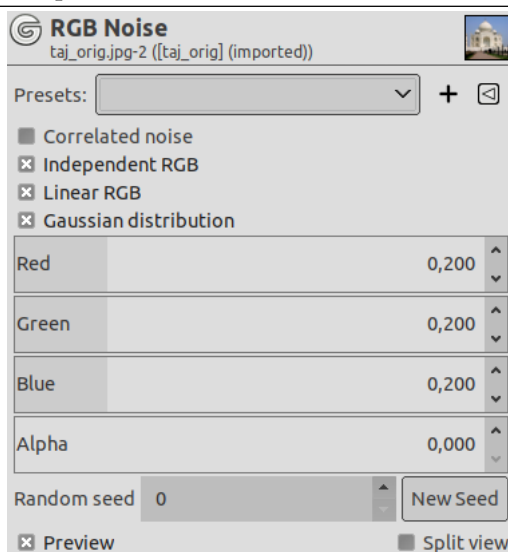 RGB Noise
taj_orig.jpg-2 ([taj_orig] (imported))
Presets:
Correlated noise
Independent RGB
Linear RGB
Gaussian distribution
Red 0,200
Green 0,200
Blue 0,200
Alpha 0,000
Random seed 0 New Seed
Preview Split view